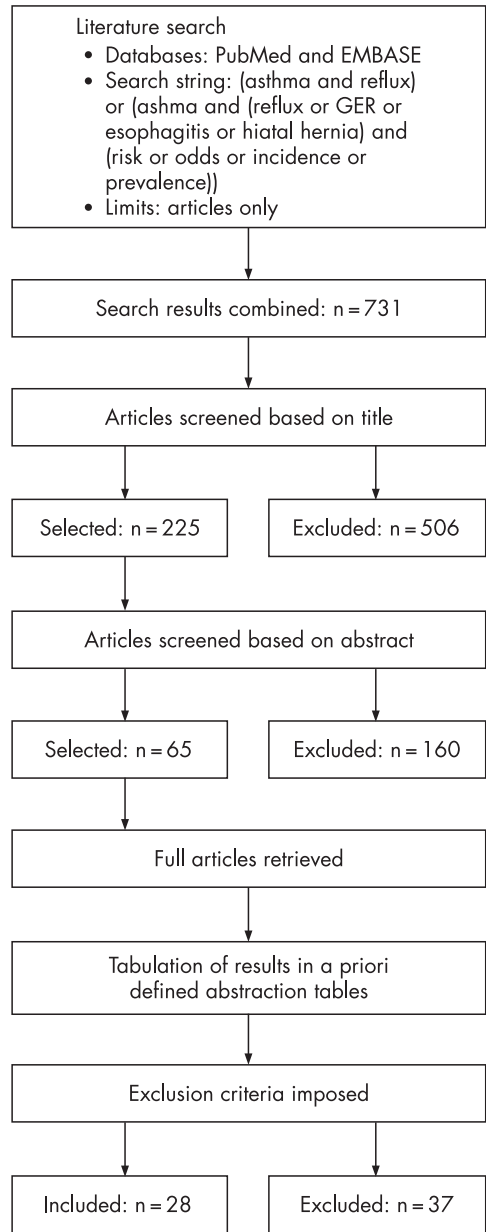 Literature search
• Databases: PubMed and EMBASE
• Search string: (asthma and reflux)
or (ashma and (reflux or GER or
esophagitis or hiatal hernia) and
(risk or odds or incidence or
prevalence))
• Limits: articles only
Search results combined: n = 731
Articles screened based on title
Selected: n = 225
Excluded: n = 506
Articles screened based on abstract
Selected: n = 65
Excluded: n = 160
Full articles retrieved
Tabulation of results in a priori
defined abstraction tables
Exclusion criteria imposed
Included: n = 28
Excluded: n = 37